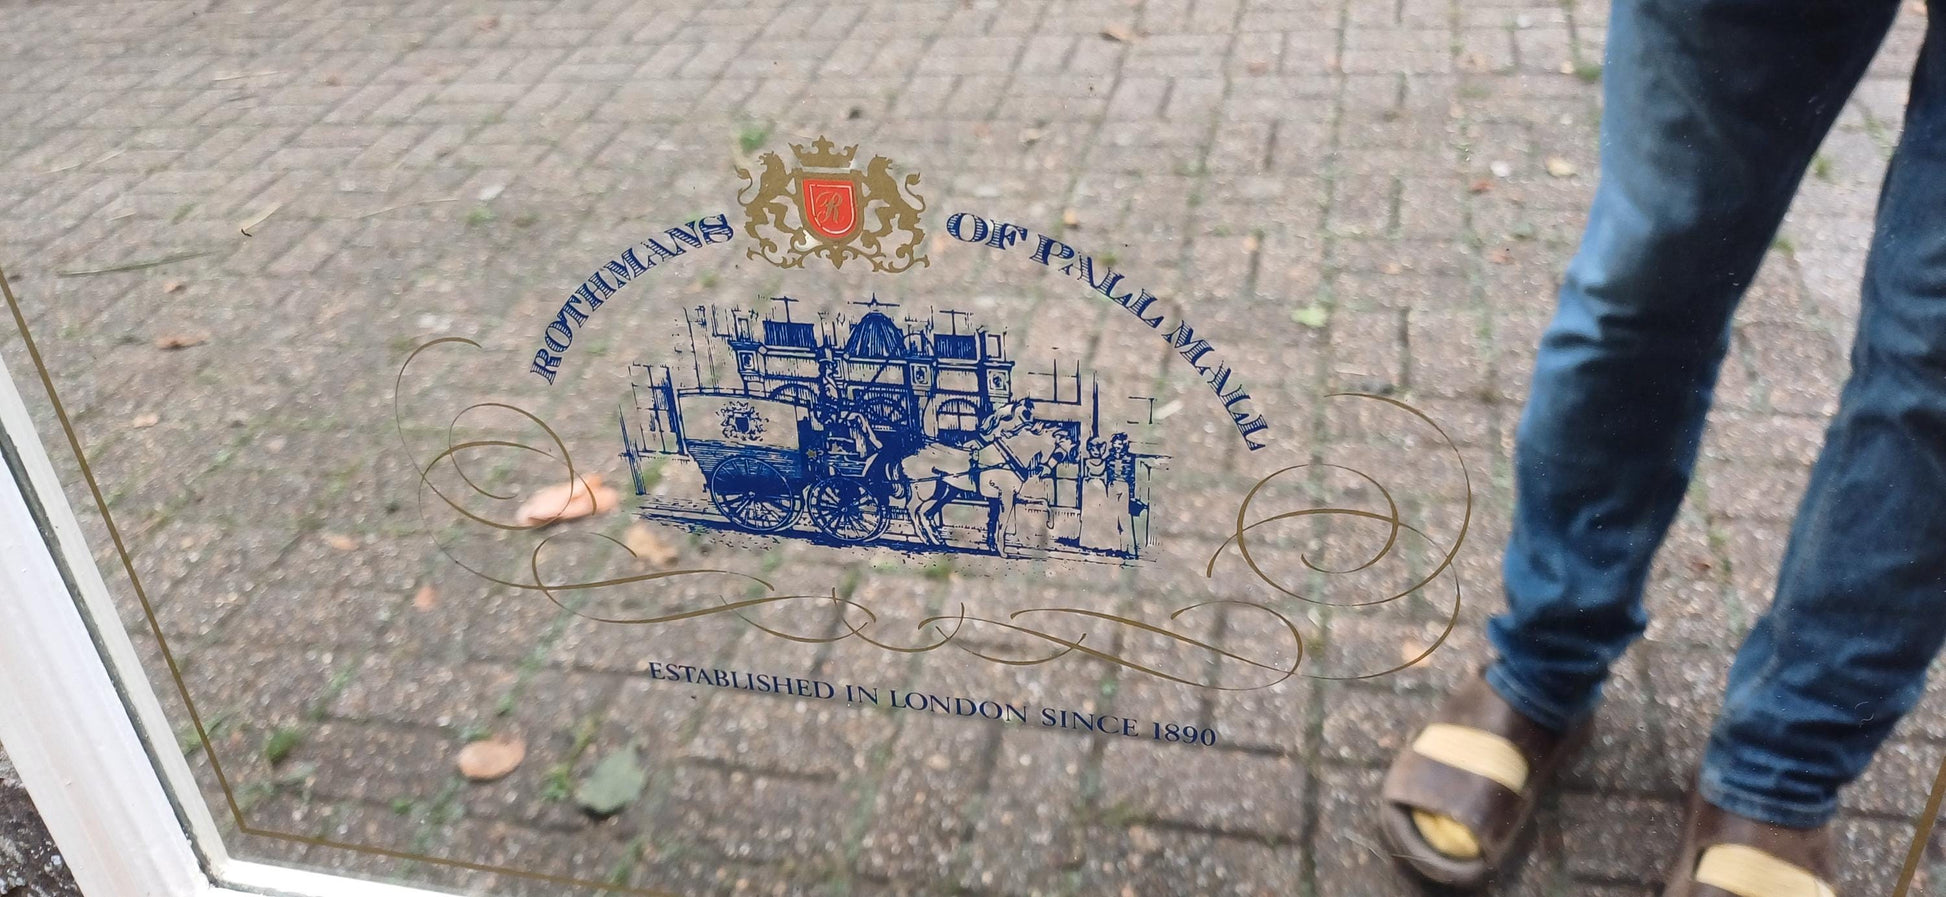 ROTHMANS OF PALL MALL
R
ESTABLISHED IN LONDON SINCE 1890